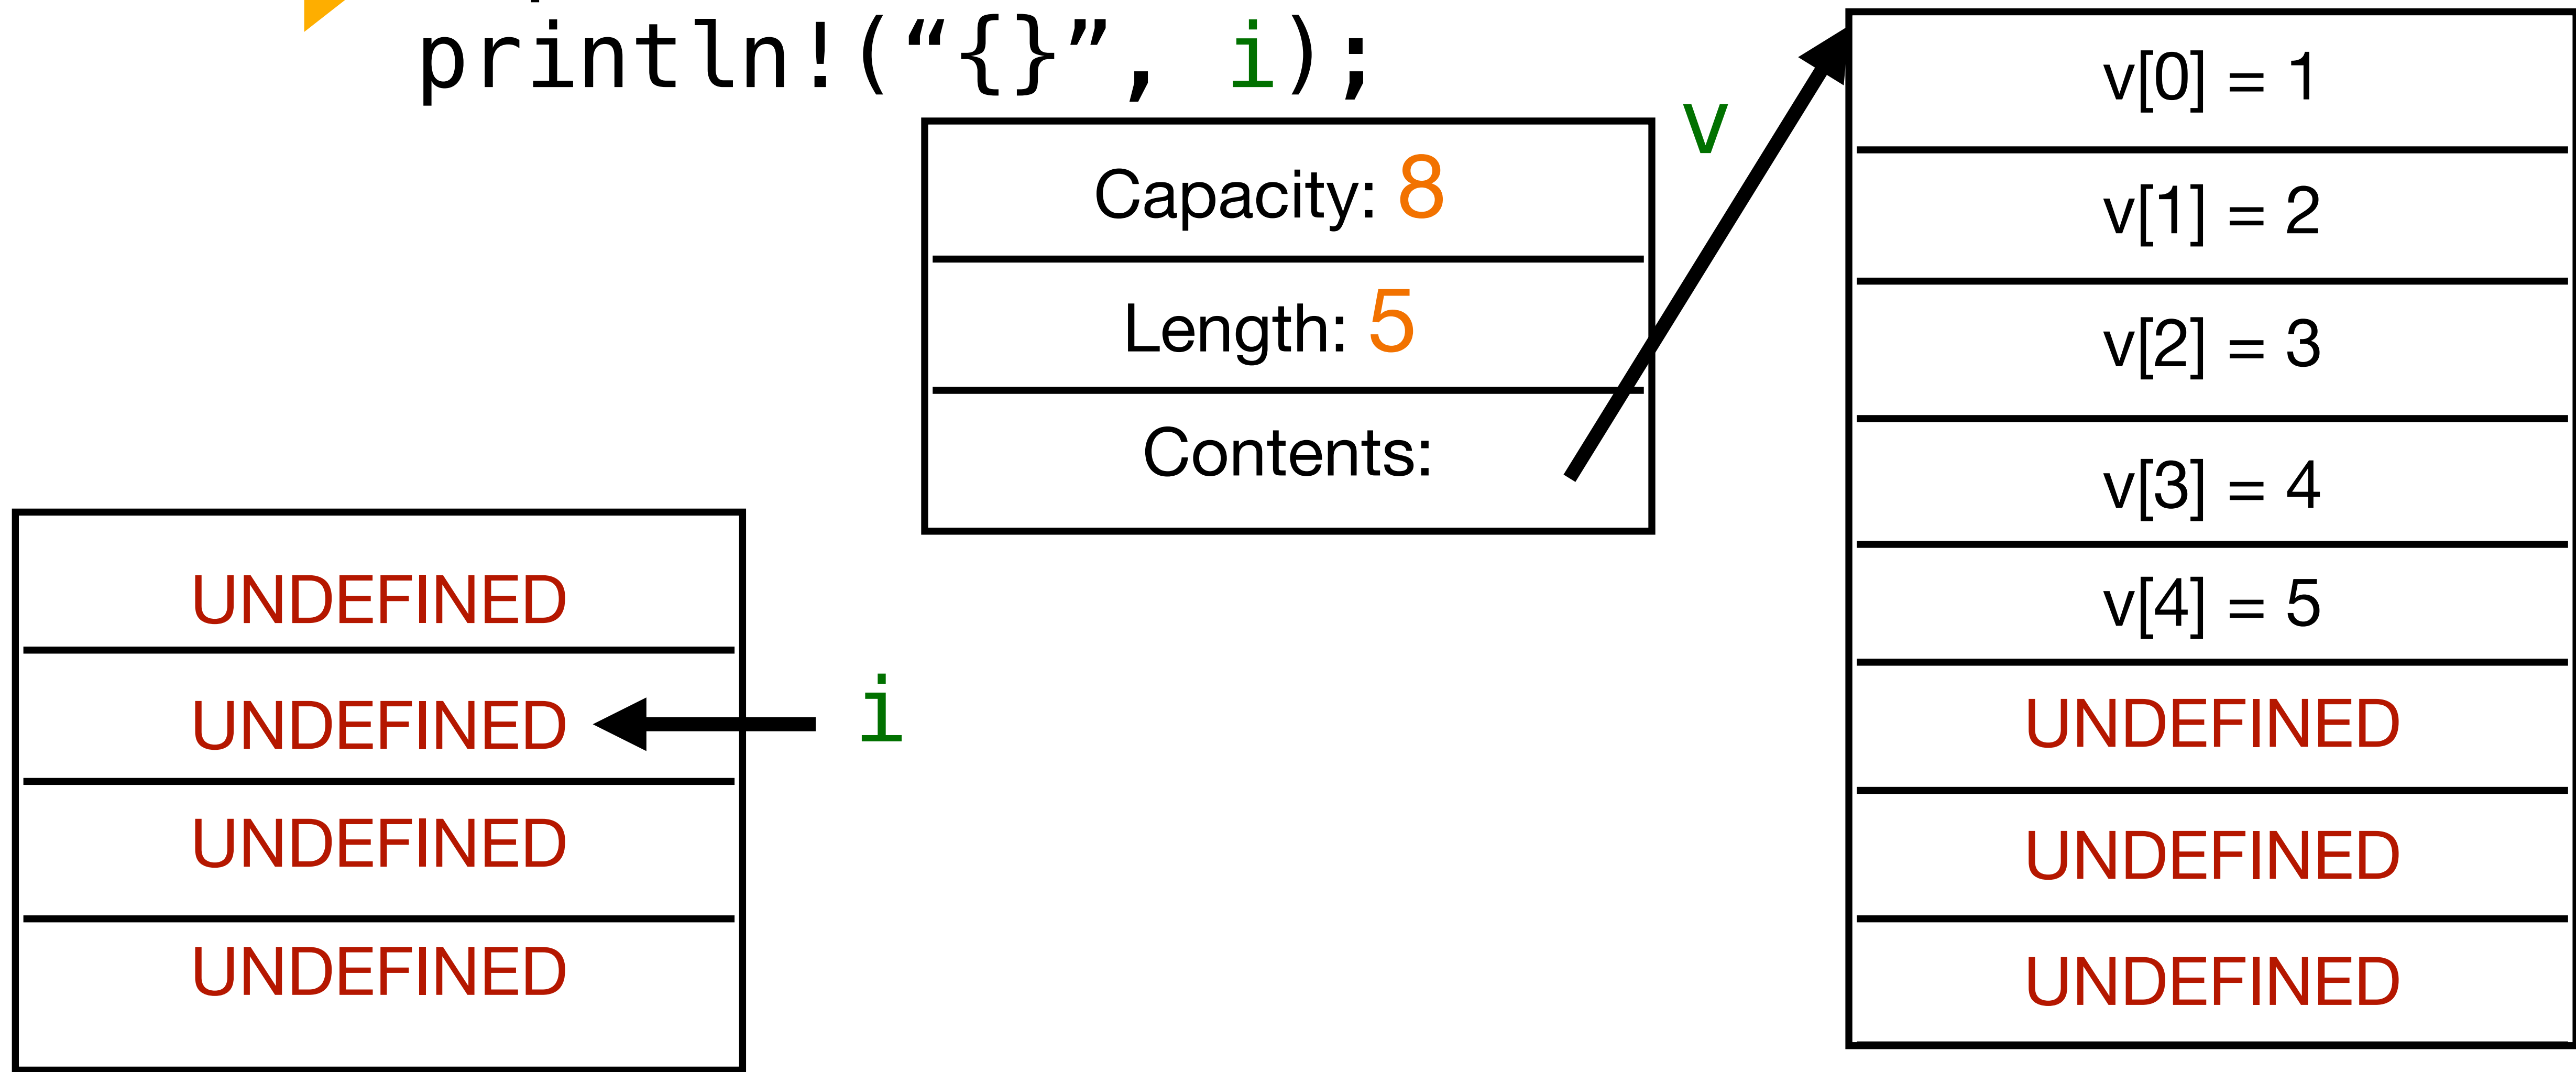 println!(“{}”, i);
v
Capacity: 8
Length: 5
Contents:
v[0] = 1
v[1] = 2
v[2] = 3
v[3] = 4
v[4] = 5
UNDEFINED
UNDEFINED
UNDEFINED
UNDEFINED
UNDEFINED
i
UNDEFINED
UNDEFINED